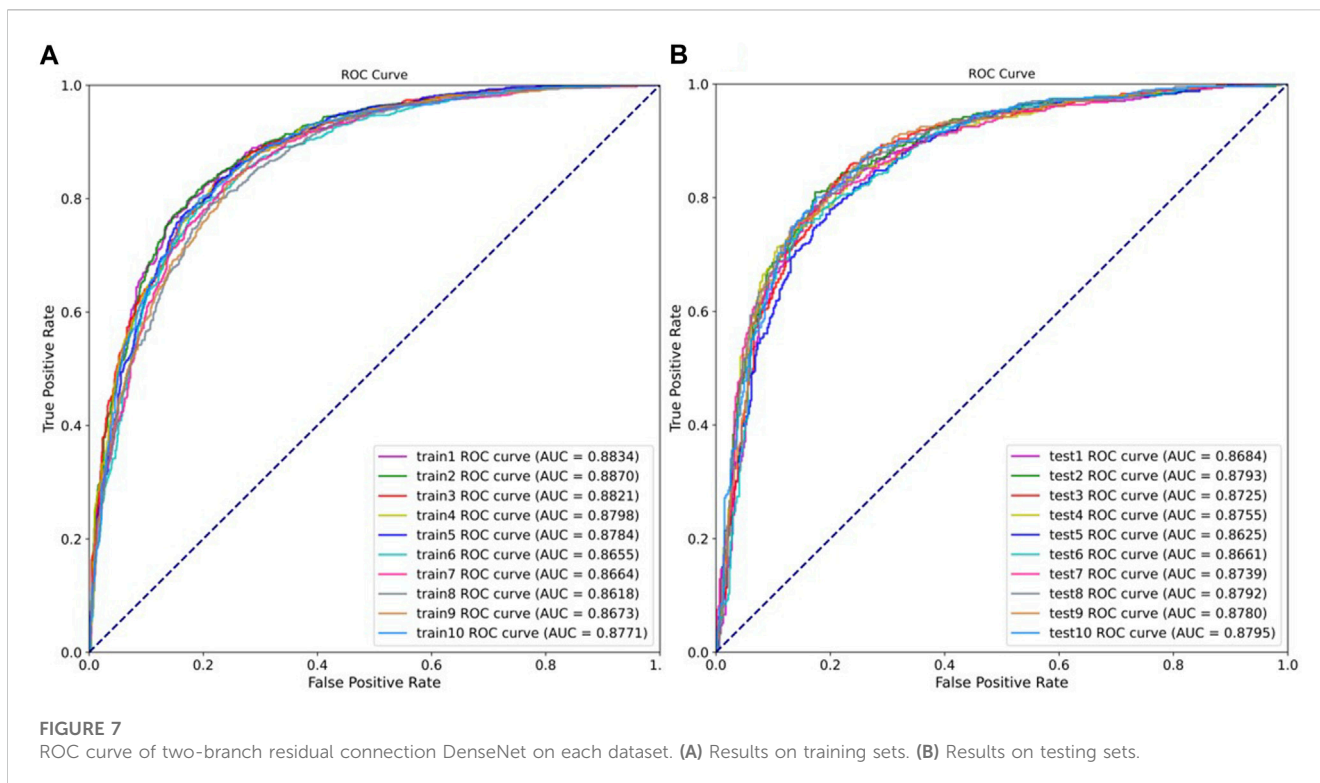 A
ROC Curve
1.0
0.8
0.6
0.4
0.2
0.0
True Positive Rate
train1 ROC curve (AUC = 0.8834)
train2 ROC curve (AUC = 0.8870)
train3 ROC curve (AUC = 0.8821)
train4 ROC curve (AUC = 0.8798)
train5 ROC curve (AUC = 0.8784)
train6 ROC curve (AUC = 0.8655)
train7 ROC curve (AUC = 0.8664)
train8 ROC curve (AUC = 0.8618)
train9 ROC curve (AUC = 0.8673)
train10 ROC curve (AUC = 0.8771)
0.0 0.2 0.4 0.6 0.8 1.
False Positive Rate
B
ROC Curve
1.0
0.8
0.6
0.4
0.2
0.0
True Positive Rate
test1 ROC curve (AUC = 0.8684)
test2 ROC curve (AUC = 0.8793)
test3 ROC curve (AUC = 0.8725)
test4 ROC curve (AUC = 0.8755)
test5 ROC curve (AUC = 0.8625)
test6 ROC curve (AUC = 0.8661)
test7 ROC curve (AUC = 0.8739)
test8 ROC curve (AUC = 0.8792)
test9 ROC curve (AUC = 0.8780)
test10 ROC curve (AUC = 0.8795)
0.0 0.2 0.4 0.6 0.8 1.0
False Positive Rate
FIGURE 7
ROC curve of two-branch residual connection DenseNet on each dataset. (A) Results on training sets. (B) Results on testing sets.